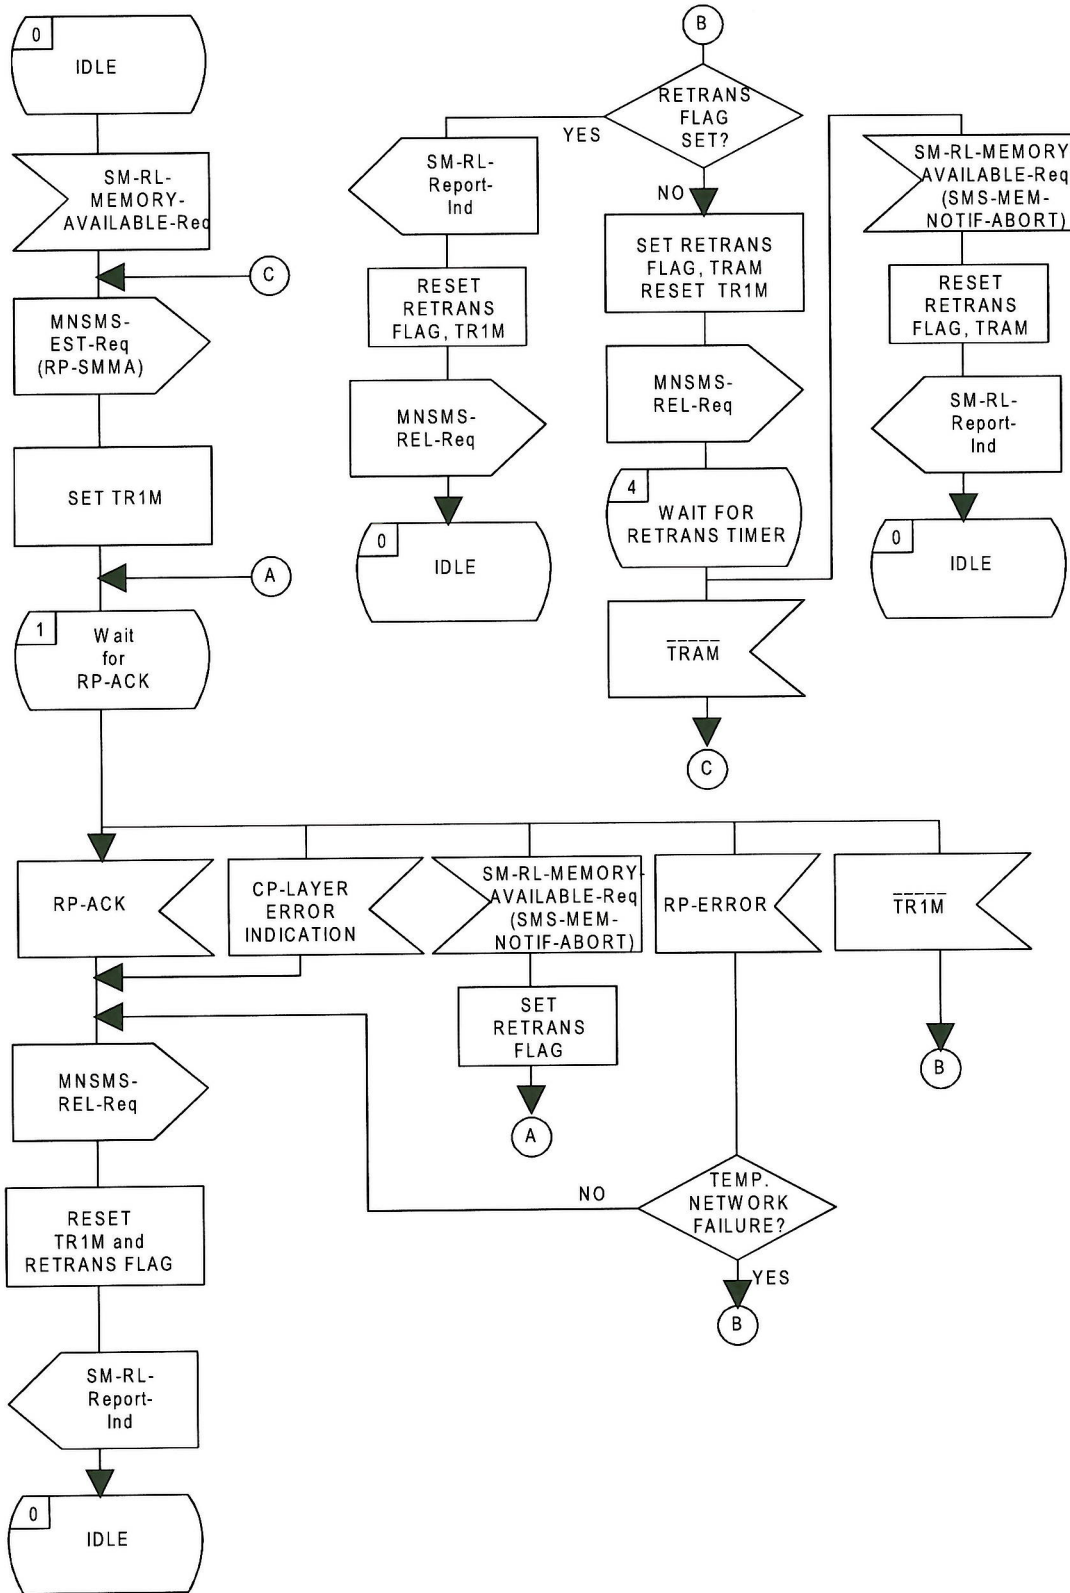 0
IDLE
SM-RL-
MEMORY-
AVAILABLE-Req
C
MNSMS-
EST-Req
(RP-SMMA)
SET TR1M
A
1
Wait
for
RP-ACK
B
RETRANS
FLAG
SET?
YES
NO
SM-RL-
Report-
Ind
RESET
RETRANS
FLAG, TR1M
MNSMS-
REL-Req
0
IDLE
SET RETRANS
FLAG, TRAM
RESET TR1M
MNSMS-
REL-Req
4
WAIT FOR
RETRANS TIMER
TRAM
C
SM-RL-MEMORY
AVAILABLE-Req
(SMS-MEM-
NOTIF-ABORT)
RESET
RETRANS
FLAG, TRAM
SM-RL-
Report-
Ind
0
IDLE
RP-ACK
CP-LAYER
ERROR
INDICATION
SM-RL-MEMORY-
AVAILABLE-Req
(SMS-MEM-
NOTIF-ABORT)
RP-ERROR
TR1M
SET
RETRANS
FLAG
A
B
MNSMS-
REL-Req
TEMP.
NETWORK
FAILURE?
NO
YES
B
RESET
TR1M and
RETRANS FLAG
SM-RL-
Report-
Ind
0
IDLE